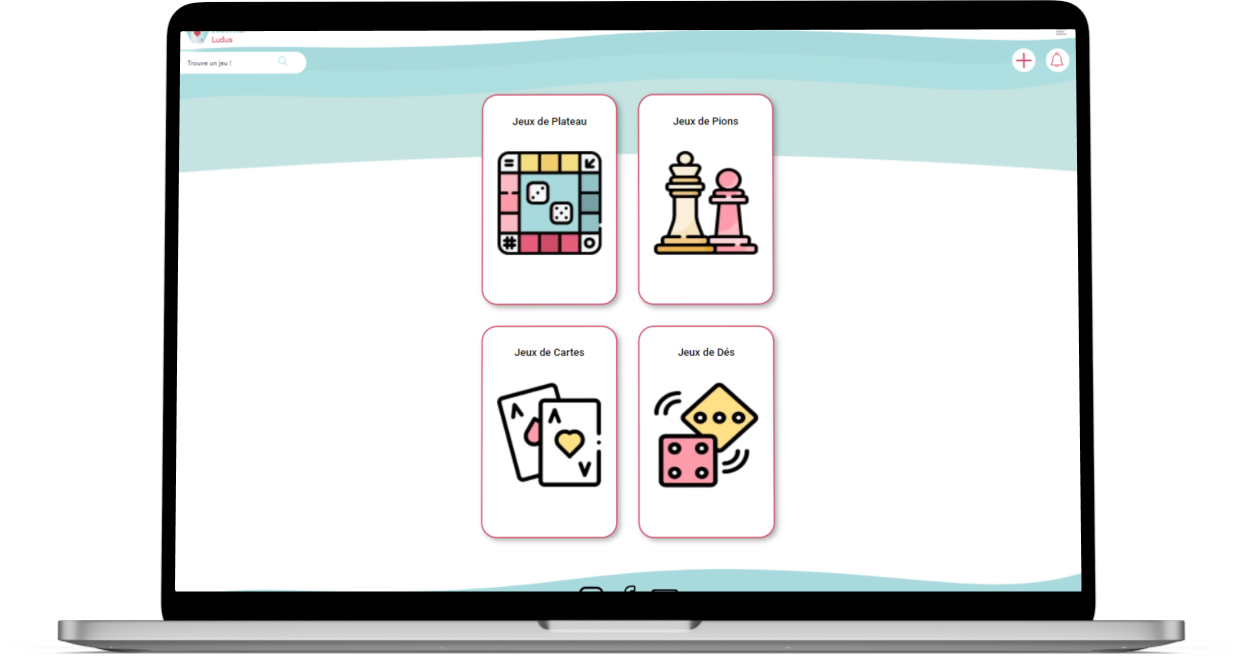 Ludus
Trouve un jeu !
Jeux de Plateau
Jeux de Pions
Jeux de Cartes
Jeux de Dés